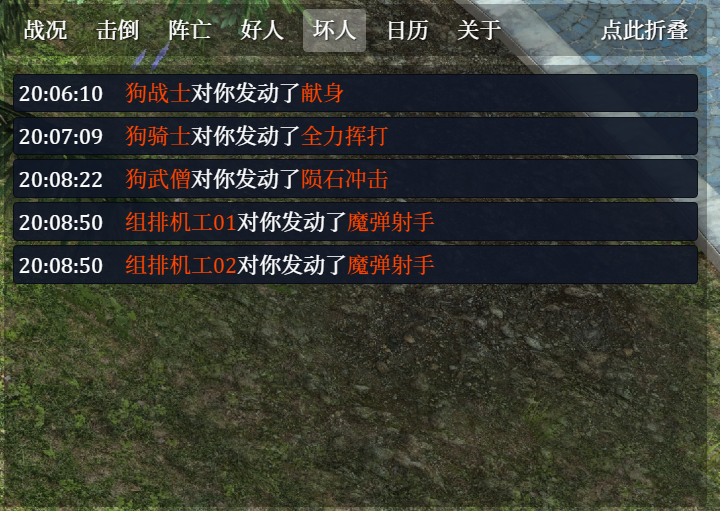 战况 击倒 阵亡 好人 坏人 日历 关于 点此折叠
20:06:10 狗战士对你发动了献身
20:07:09 狗骑士对你发动了全力挥打
20:08:22 狗武僧对你发动了陨石冲击
20:08:50 组排机工01对你发动了魔弹射手
20:08:50 组排机工02对你发动了魔弹射手